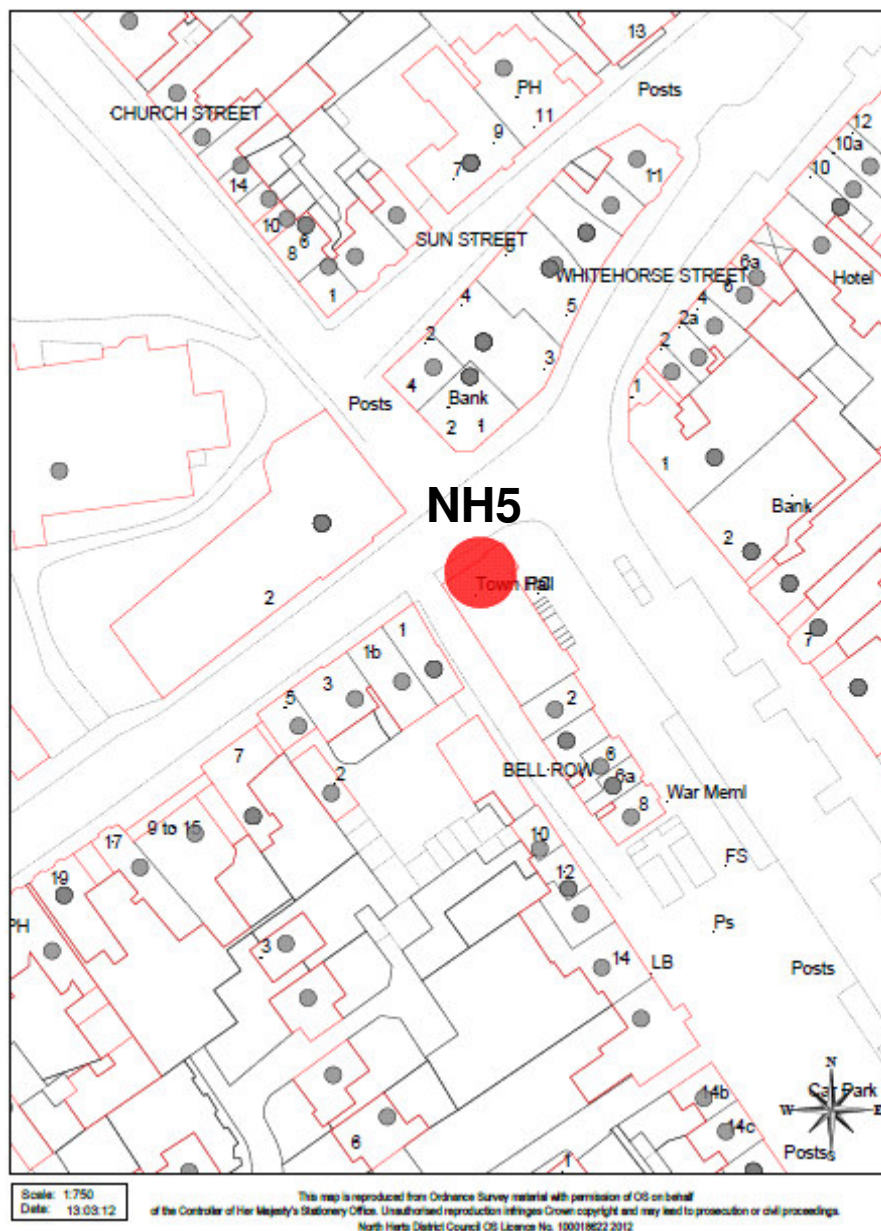 13
PH
Posts
CHURCH STREET
9
11
12
10a
10
7
14
11
10
8
6
SUN STREET
9
WHITEHORSE STREET
6a
6
Hotel
1
4
5
4
2a
2
2
3
1
4
Posts
Bank
2
1
1
Bank
NH5
2
Town Hall
PC
2
1
1b
3
5
2
7
7
BELL ROW
6
6a
2
8
War Meml
9 to 15
17
10
FS
19
12
PH
Ps
3
14
LB
Posts
N
14b
Car Park
W
E
6
14c
S
Posts
1
Scale: 1:750
Date: 13:03:12
This map is reproduced from Ordnance Survey material with permission of OS on behalf
of the Controller of Her Majesty's Stationery Office. Unauthorised reproduction infringes Crown copyright and may lead to prosecution or civil proceedings.
North Herts District Council OS Licence No. 100018622 2012